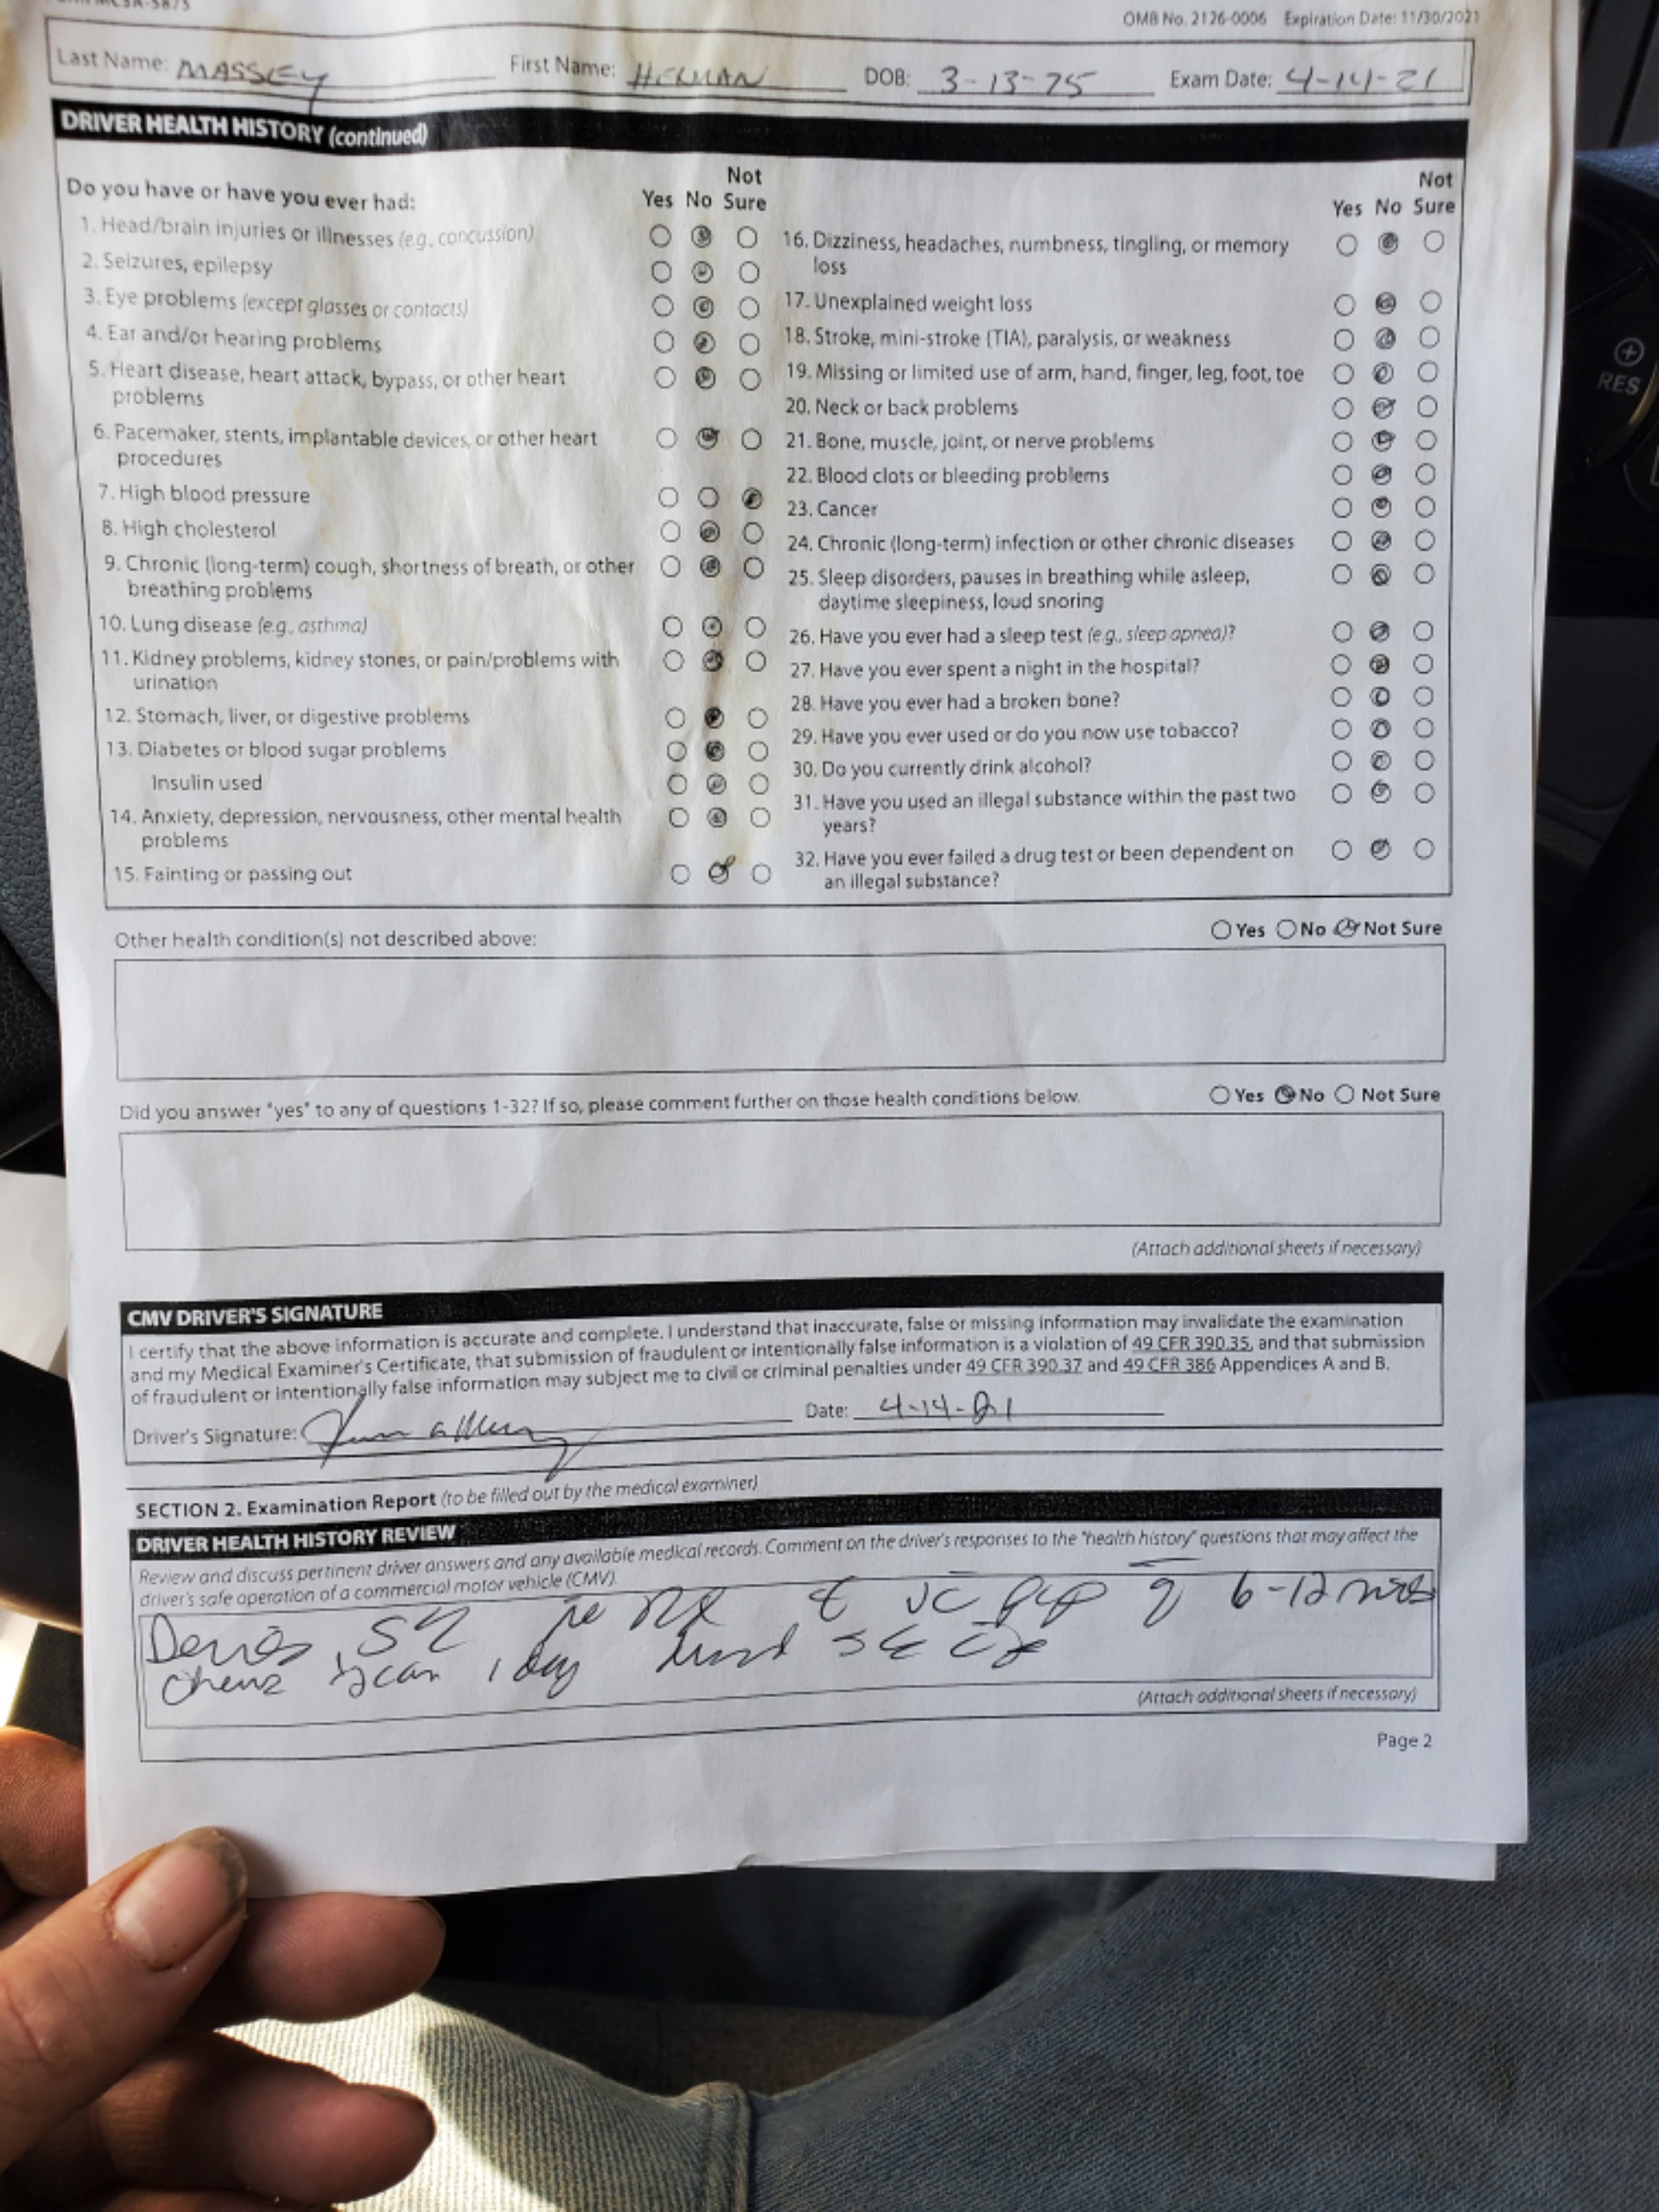 OMB No. 2126-0006 Expiration Date: 11/30/2021
Last Name: MASSEY First Name: HERMAN DOB: 3-13-75 Exam Date: 4-14-21
DRIVER HEALTH HISTORY (continued)
Do you have or have you ever had:
Yes No Not Sure
1. Head/brain injuries or illnesses (e.g., concussion)
2. Seizures, epilepsy
3. Eye problems (except glasses or contacts)
4. Ear and/or hearing problems
5. Heart disease, heart attack, bypass, or other heart
problems
6. Pacemaker, stents, implantable devices, or other heart
procedures
7. High blood pressure
8. High cholesterol
9. Chronic (long-term) cough, shortness of breath, or other
breathing problems
10. Lung disease (e.g., asthma)
11. Kidney problems, kidney stones, or pain/problems with
urination
12. Stomach, liver, or digestive problems
13. Diabetes or blood sugar problems
Insulin used
14. Anxiety, depression, nervousness, other mental health
problems
15. Fainting or passing out
Yes No Not Sure
16. Dizziness, headaches, numbness, tingling, or memory
loss
17. Unexplained weight loss
18. Stroke, mini-stroke (TIA), paralysis, or weakness
19. Missing or limited use of arm, hand, finger, leg, foot, toe
20. Neck or back problems
21. Bone, muscle, joint, or nerve problems
22. Blood clots or bleeding problems
23. Cancer
24. Chronic (long-term) infection or other chronic diseases
25. Sleep disorders, pauses in breathing while asleep,
daytime sleepiness, loud snoring
26. Have you ever had a sleep test (e.g., sleep apnea)?
27. Have you ever spent a night in the hospital?
28. Have you ever had a broken bone?
29. Have you ever used or do you now use tobacco?
30. Do you currently drink alcohol?
31. Have you used an illegal substance within the past two
years?
32. Have you ever failed a drug test or been dependent on
an illegal substance?
Other health condition(s) not described above: Yes No Not Sure
Did you answer "yes" to any of questions 1-32? If so, please comment further on those health conditions below. Yes No Not Sure
(Attach additional sheets if necessary)
CMV DRIVER'S SIGNATURE
I certify that the above information is accurate and complete. I understand that inaccurate, false or missing information may invalidate the examination
and my Medical Examiner's Certificate, that submission of fraudulent or intentionally false information is a violation of 49 CFR 390.35, and that submission
of fraudulent or intentionally false information may subject me to civil or criminal penalties under 49 CFR 390.37 and 49 CFR 386 Appendices A and B.
Driver's Signature: Date: 4-14-21
SECTION 2. Examination Report (to be filled out by the medical examiner)
DRIVER HEALTH HISTORY REVIEW
Review and discuss pertinent driver answers and any available medical records. Comment on the driver's responses to the "health history" questions that may affect the
driver's safe operation of a commercial motor vehicle (CMV).
Denies 6-12 mos
1 day
(Attach additional sheets if necessary)
Page 2
RES